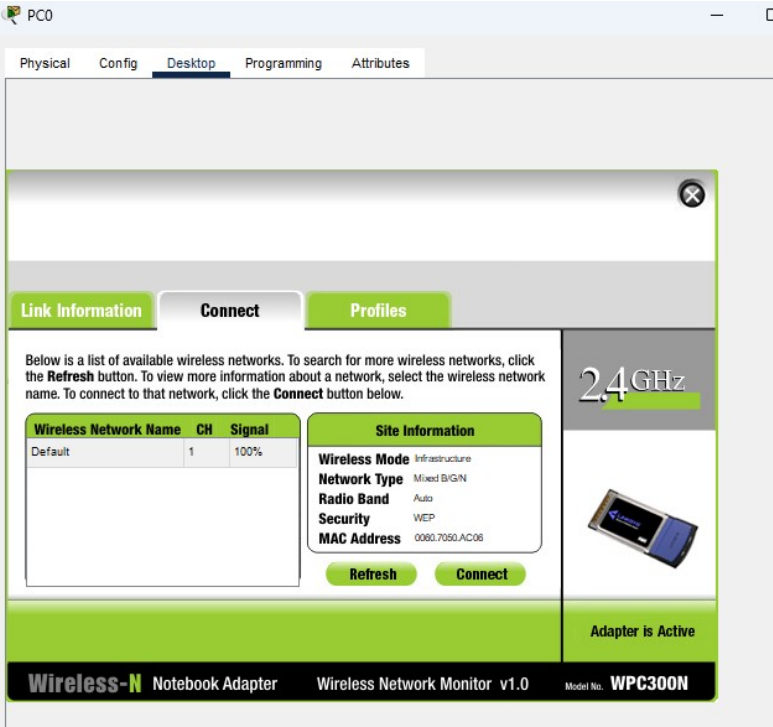 PC0
Physical Config Desktop Programming Attributes
Link Information Connect Profiles
Below is a list of available wireless networks. To search for more wireless networks, click
the Refresh button. To view more information about a network, select the wireless network
name. To connect to that network, click the Connect button below.
2.4GHz
Wireless Network Name CH Signal
Default 1 100%
Site Information
Wireless Mode Infrastructure
Network Type Mixed B/G/N
Radio Band Auto
Security WEP
MAC Address 0060.7050.AC06
Refresh Connect
Adapter is Active
Wireless-N Notebook Adapter Wireless Network Monitor v1.0 Model No. WPC300N